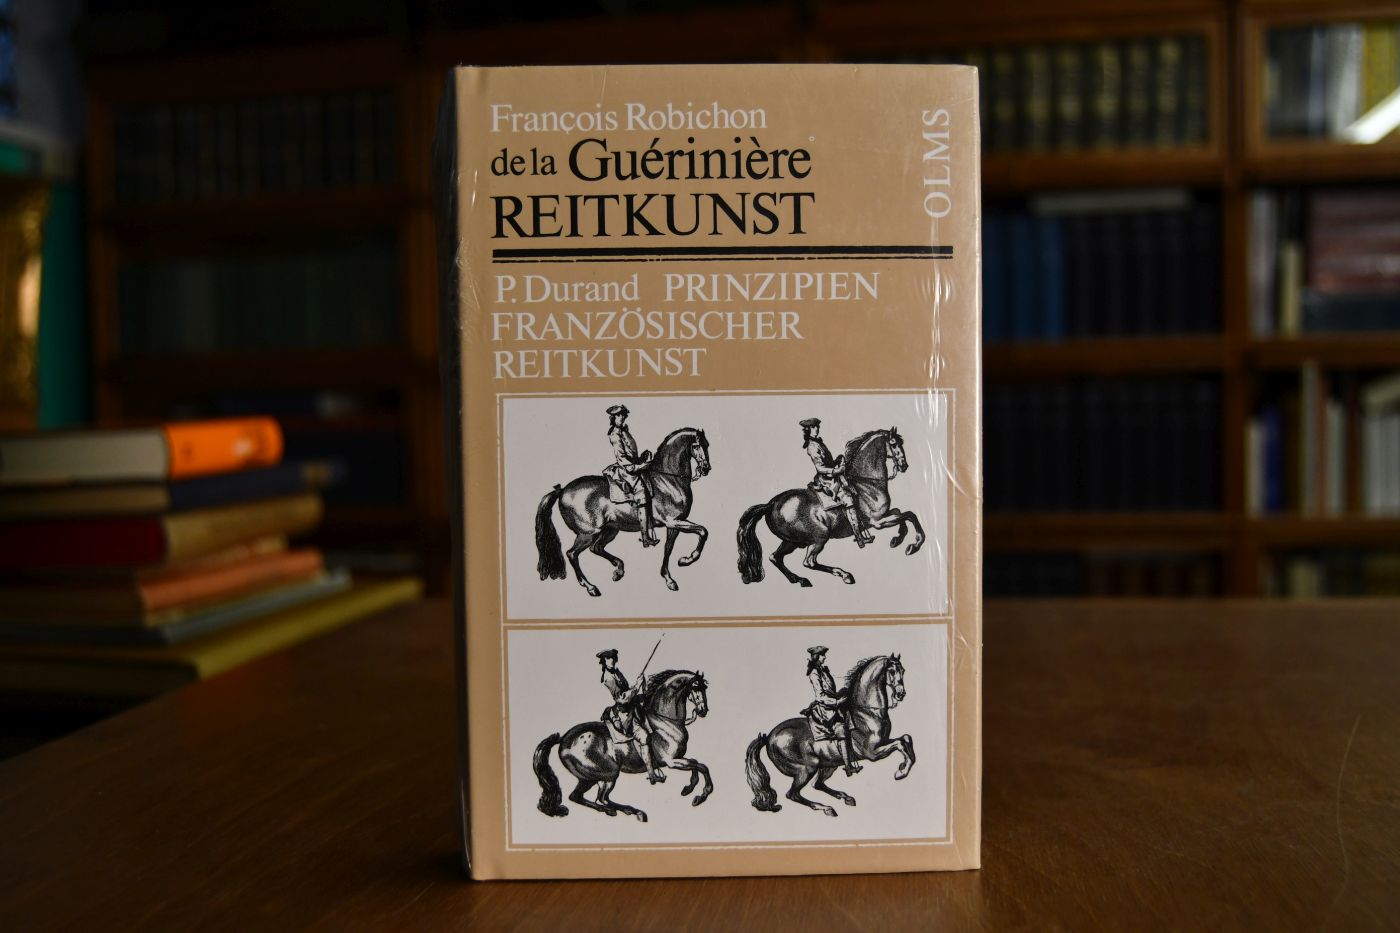 François Robichon
de la Guérinière
REITKUNST
OLMS
P. Durand PRINZIPIEN
FRANZÖSISCHER
REITKUNST